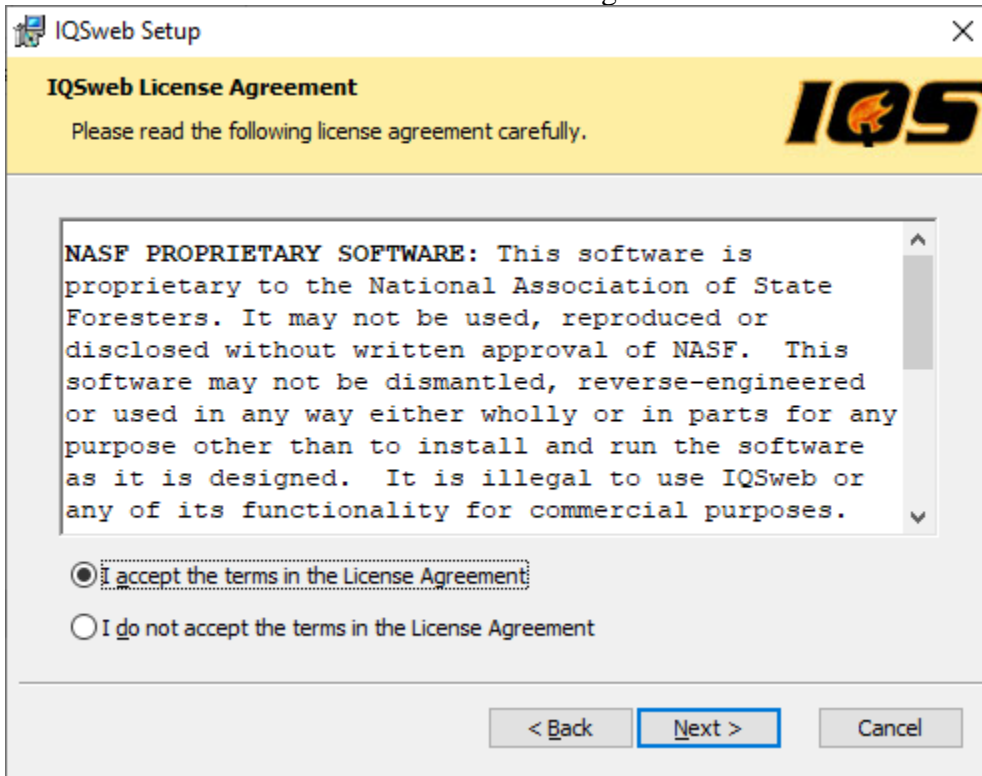 IQSweb Setup
IQSweb License Agreement
Please read the following license agreement carefully.
IQS
NASF PROPRIETARY SOFTWARE: This software is
proprietary to the National Association of State
Foresters. It may not be used, reproduced or
disclosed without written approval of NASF.  This
software may not be dismantled, reverse-engineered
or used in any way either wholly or in parts for any
purpose other than to install and run the software
as it is designed.  It is illegal to use IQSweb or
any of its functionality for commercial purposes.
I accept the terms in the License Agreement
I do not accept the terms in the License Agreement
< Back
Next >
Cancel